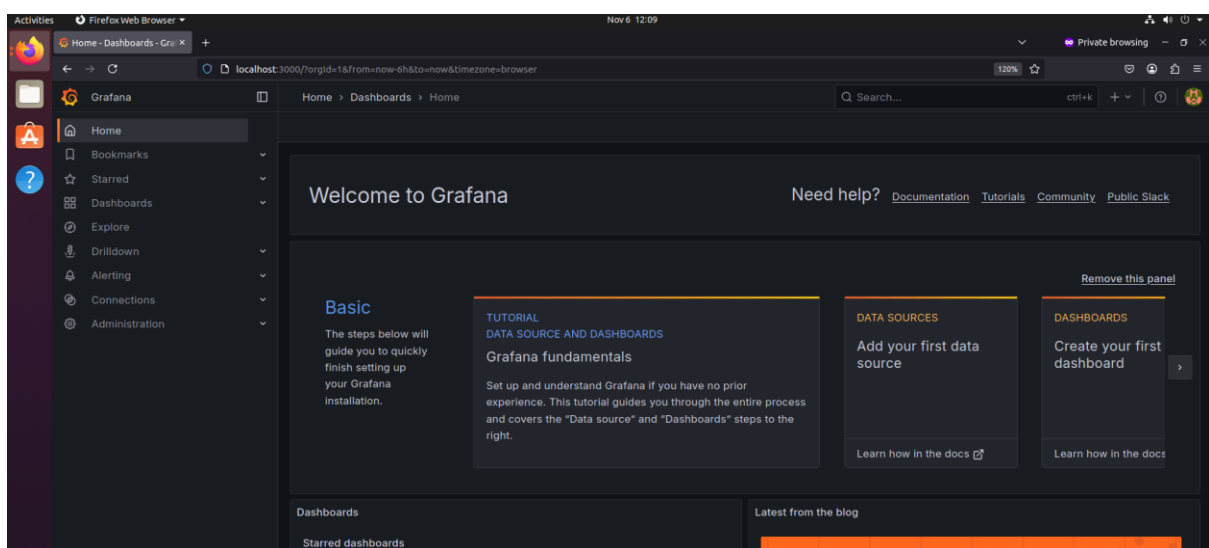 Activities Firefox Web Browser Nov 6 12:09
Home - Dashboards - Gra Private browsing
localhost:3000/?orgId=1&from=now-6h&to=now&timezone=browser 120%
Grafana Home > Dashboards > Home Search... ctrl+k
Home
Bookmarks
Starred
Dashboards
Explore
Drilldown
Alerting
Connections
Administration
Welcome to Grafana
Need help? Documentation Tutorials Community Public Slack
Remove this panel
Basic
The steps below will
guide you to quickly
finish setting up
your Grafana
installation.
TUTORIAL
DATA SOURCE AND DASHBOARDS
Grafana fundamentals
Set up and understand Grafana if you have no prior
experience. This tutorial guides you through the entire process
and covers the "Data source" and "Dashboards" steps to the
right.
DATA SOURCES
Add your first data
source
Learn how in the docs
DASHBOARDS
Create your first
dashboard
Learn how in the docs
Dashboards
Starred dashboards
Latest from the blog